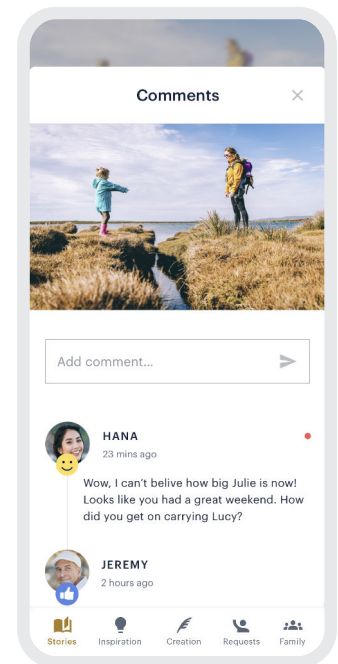 Comments
Add comment...
HANA
23 mins ago
Wow, I can't belive how big Julie is now!
Looks like you had a great weekend. How
did you get on carrying Lucy?
JEREMY
2 hours ago
Stories Inspiration Creation Requests Family